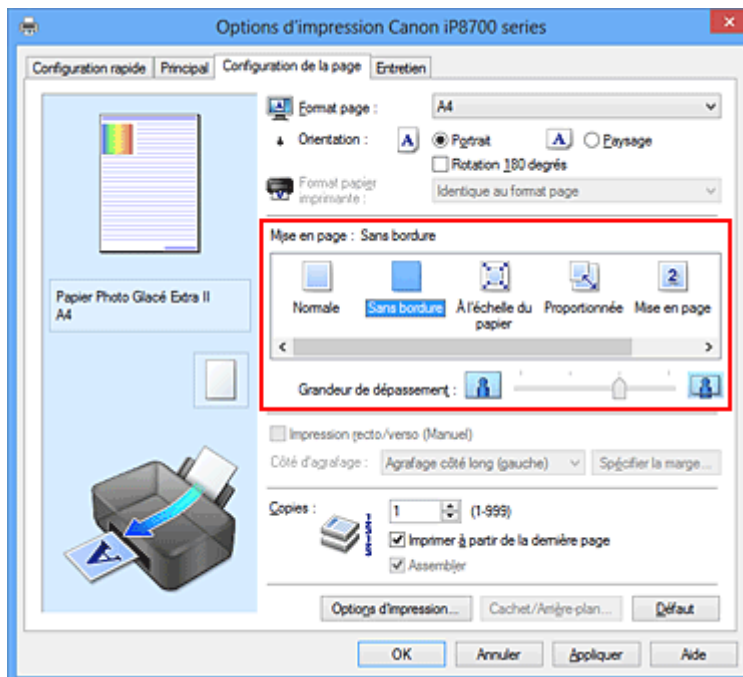 Options d'impression Canon iP8700 series
Configuration rapide Principal Configuration de la page Entretien
Format page : A4
Orientation : A Portrait A Paysage
Rotation 180 degrés
Format papier imprimante : Identique au format page
Mise en page : Sans bordure
Normale Sans bordure À l'échelle du papier Proportionnée Mise en page
2
Papier Photo Glacé Extra II
A4
Grandeur de dépassement :
Impression recto/verso (Manuel)
Côté d'agrafage : Agrafage côté long (gauche) Spécifier la marge...
Copies : 1 (1-999)
Imprimer à partir de la dernière page
Assembler
A
Options d'impression... Cachet/Arrière-plan... Défaut
OK Annuler Appliquer Aide